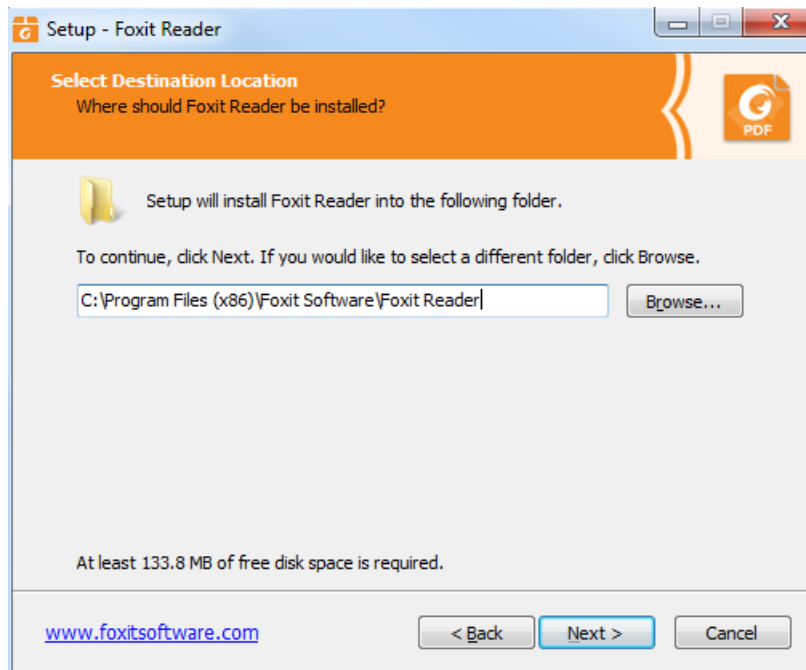 Setup - Foxit Reader
Select Destination Location
Where should Foxit Reader be installed?
PDF
Setup will install Foxit Reader into the following folder.
To continue, click Next. If you would like to select a different folder, click Browse.
C:\Program Files (x86)\Foxit Software\Foxit Reader
Browse...
At least 133.8 MB of free disk space is required.
www.foxitsoftware.com
< Back
Next >
Cancel